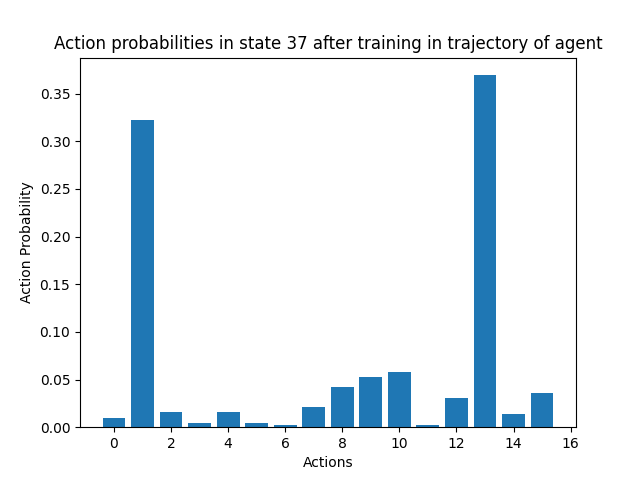 Action probabilities in state 37 after training in trajectory of agent
0.35
0.30
0.25
0.20
0.15
0.10
0.05
0.00
Action Probability
0 2 4 6 8 10 12 14 16
Actions